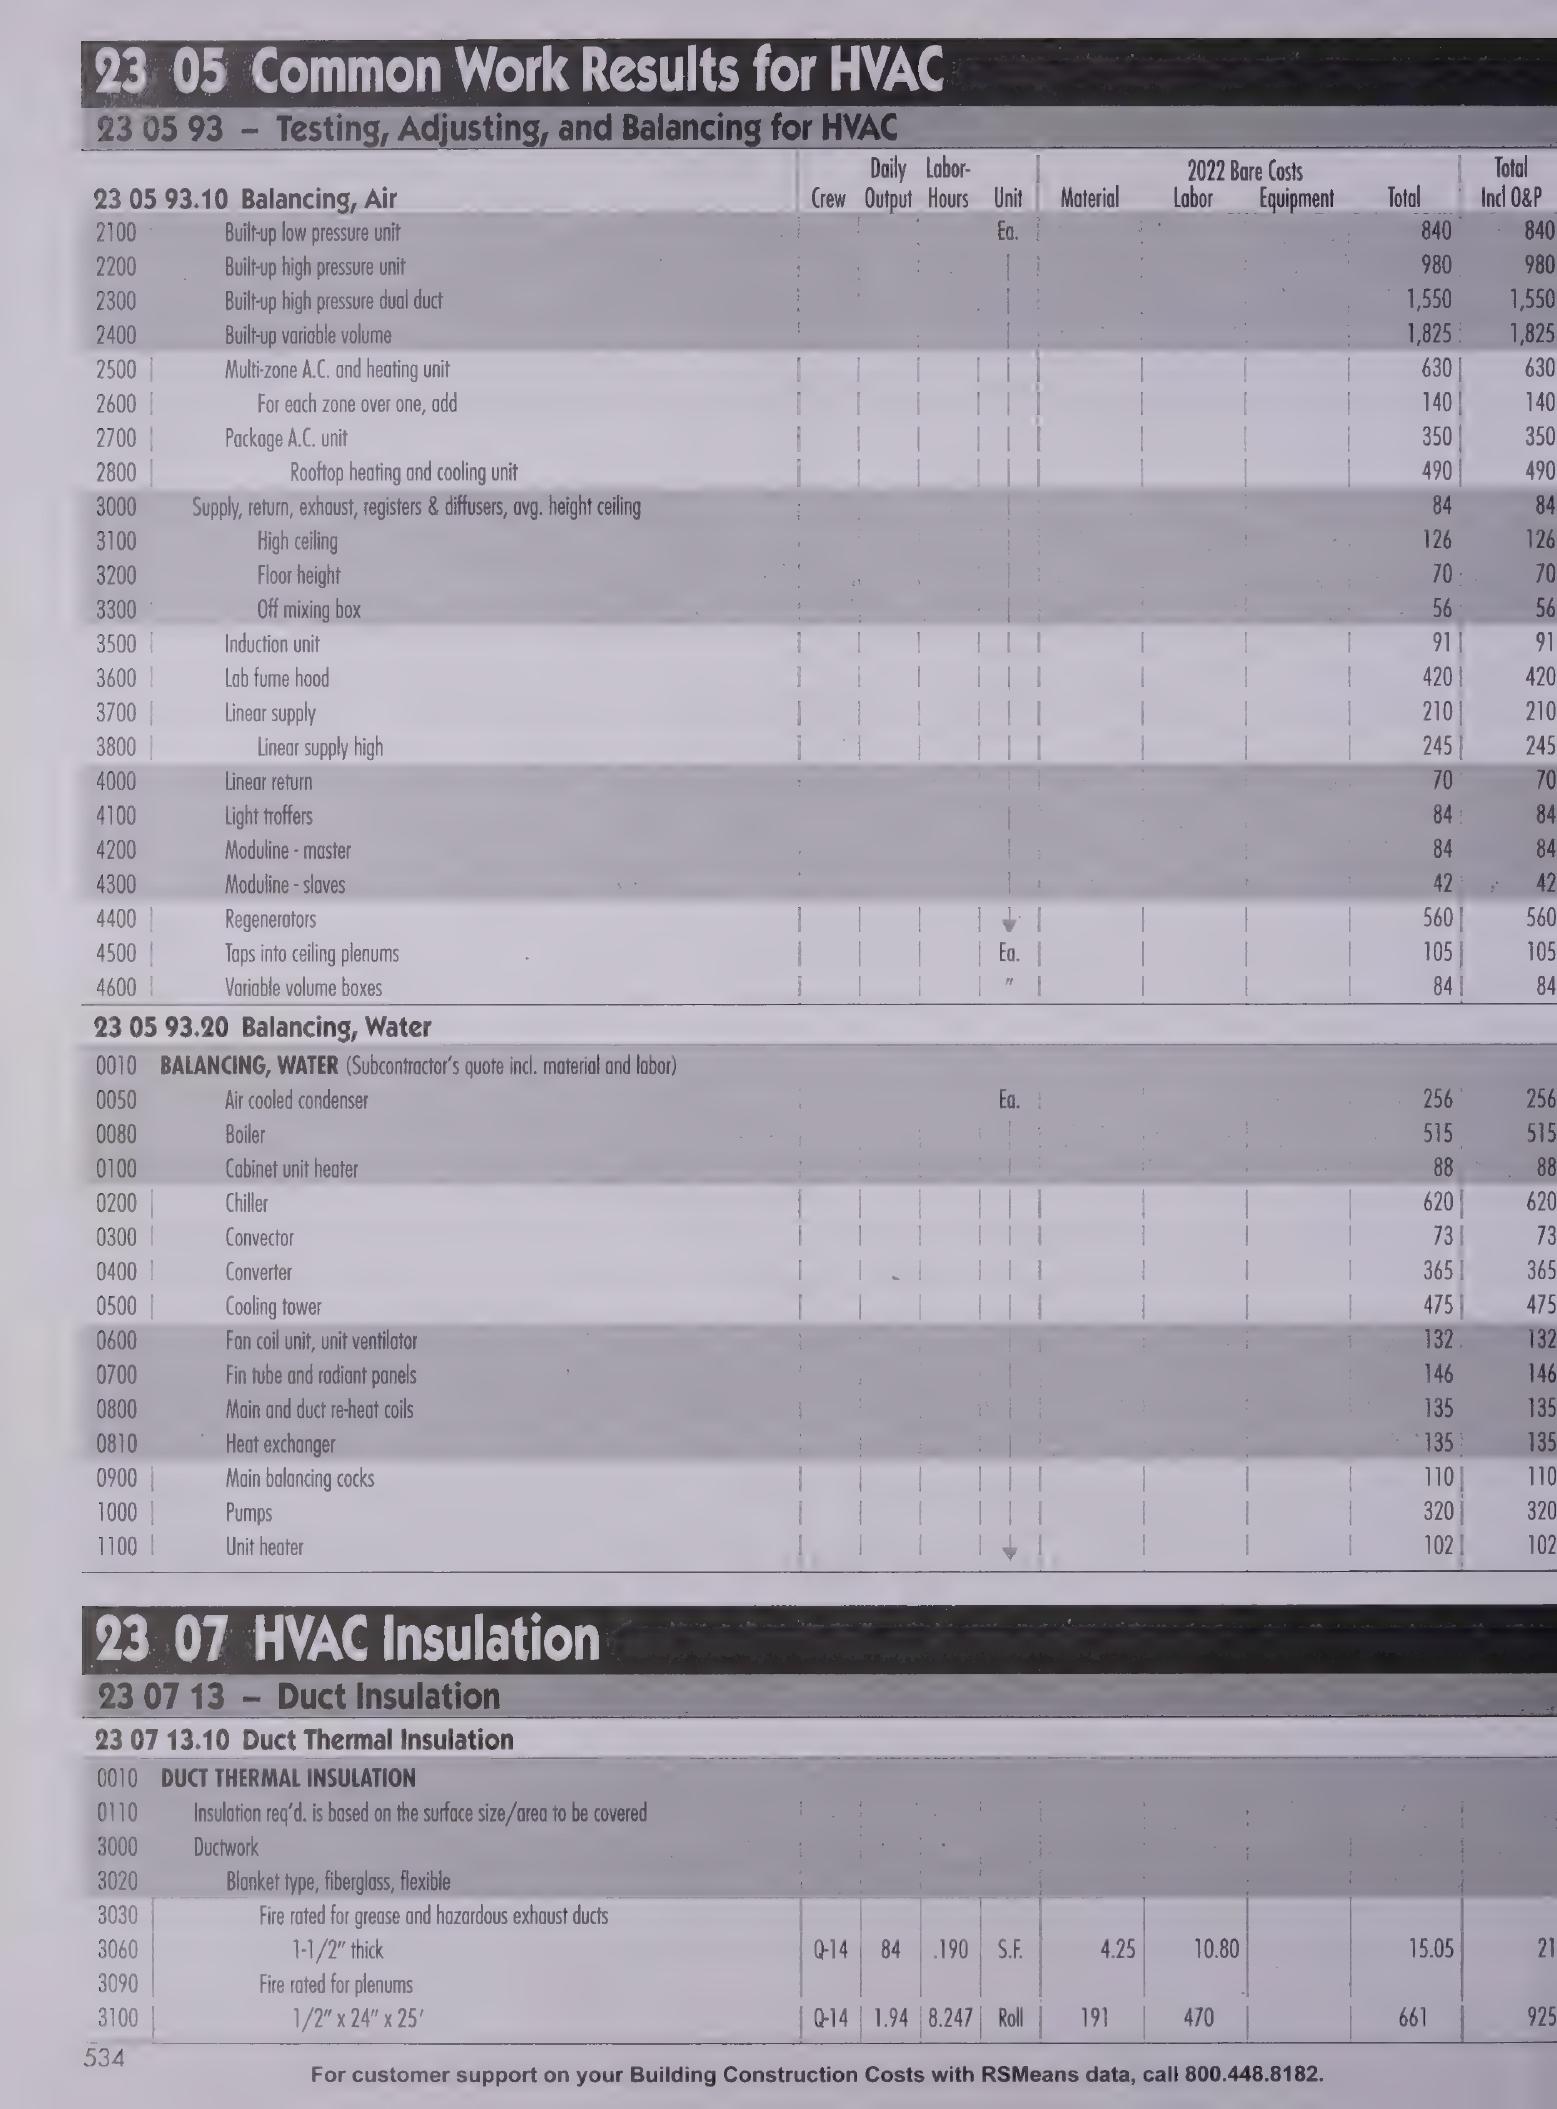 23 05 Common Work Results for HVAC
23 05 93 – Testing, Adjusting, and Balancing for HVAC
Daily Labor- 2022 Bare Costs Total
23 05 93.10 Balancing, Air Crew Output Hours Unit Material Labor Equipment Total Incl O&P
2100 Built-up low pressure unit Ea. 840 840
2200 Built-up high pressure unit 980 980
2300 Built-up high pressure dual duct 1,550 1,550
2400 Built-up variable volume 1,825 1,825
2500 Multi-zone A.C. and heating unit 630 630
2600 For each zone over one, add 140 140
2700 Package A.C. unit 350 350
2800 Rooftop heating and cooling unit 490 490
3000 Supply, return, exhaust, registers & diffusers, avg. height ceiling 84 84
3100 High ceiling 126 126
3200 Floor height 70 70
3300 Off mixing box 56 56
3500 Induction unit 91 91
3600 Lab fume hood 420 420
3700 Linear supply 210 210
3800 Linear supply high 245 245
4000 Linear return 70 70
4100 Light troffers 84 84
4200 Moduline - master 84 84
4300 Moduline - slaves 42 42
4400 Regenerators 560 560
4500 Taps into ceiling plenums Ea. 105 105
4600 Variable volume boxes " 84 84
23 05 93.20 Balancing, Water
0010 BALANCING, WATER (Subcontractor's quote incl. material and labor)
0050 Air cooled condenser Ea. 256 256
0080 Boiler 515 515
0100 Cabinet unit heater 88 88
0200 Chiller 620 620
0300 Convector 73 73
0400 Converter 365 365
0500 Cooling tower 475 475
0600 Fan coil unit, unit ventilator 132 132
0700 Fin tube and radiant panels 146 146
0800 Main and duct re-heat coils 135 135
0810 Heat exchanger 135 135
0900 Main balancing cocks 110 110
1000 Pumps 320 320
1100 Unit heater 102 102
23 07 HVAC Insulation
23 07 13 – Duct Insulation
23 07 13.10 Duct Thermal Insulation
0010 DUCT THERMAL INSULATION
0110 Insulation req'd. is based on the surface size/area to be covered
3000 Ductwork
3020 Blanket type, fiberglass, flexible
3030 Fire rated for grease and hazardous exhaust ducts
3060 1-1/2" thick Q-14 84 .190 S.F. 4.25 10.80 15.05 21
3090 Fire rated for plenums
3100 1/2" x 24" x 25' Q-14 1.94 8.247 Roll 191 470 661 925
534
For customer support on your Building Construction Costs with RSMeans data, call 800.448.8182.